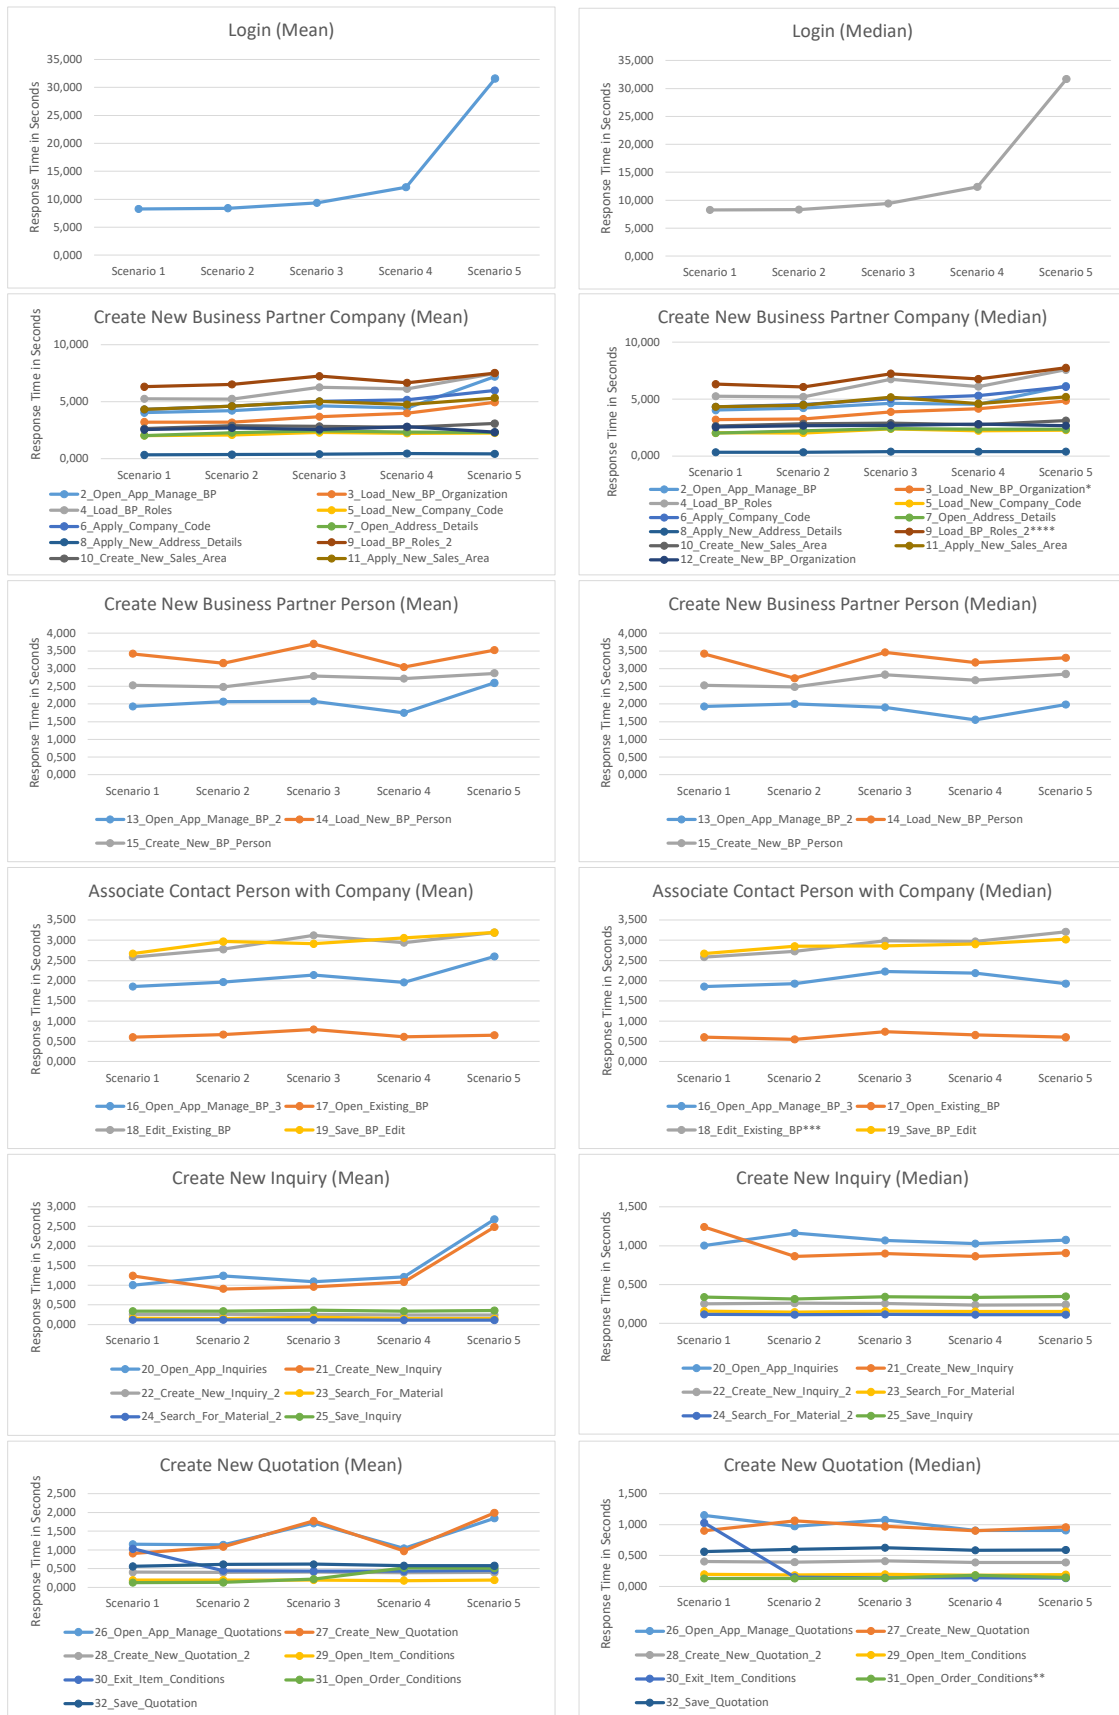 Login (Mean)
Response Time in Seconds
35,000
30,000
25,000
20,000
15,000
10,000
5,000
0,000
Scenario 1 Scenario 2 Scenario 3 Scenario 4 Scenario 5
Login (Median)
Response Time in Seconds
35,000
30,000
25,000
20,000
15,000
10,000
5,000
0,000
Scenario 1 Scenario 2 Scenario 3 Scenario 4 Scenario 5
Create New Business Partner Company (Mean)
Response Time in Seconds
10,000
5,000
0,000
Scenario 1 Scenario 2 Scenario 3 Scenario 4 Scenario 5
2_Open_App_Manage_BP 3_Load_New_BP_Organization
4_Load_BP_Roles 5_Load_New_Company_Code
6_Apply_Company_Code 7_Open_Address_Details
8_Apply_New_Address_Details 9_Load_BP_Roles_2
10_Create_New_Sales_Area 11_Apply_New_Sales_Area
Create New Business Partner Company (Median)
Response Time in Seconds
10,000
5,000
0,000
Scenario 1 Scenario 2 Scenario 3 Scenario 4 Scenario 5
2_Open_App_Manage_BP 3_Load_New_BP_Organization*
4_Load_BP_Roles 5_Load_New_Company_Code
6_Apply_Company_Code 7_Open_Address_Details
8_Apply_New_Address_Details 9_Load_BP_Roles_2****
10_Create_New_Sales_Area 11_Apply_New_Sales_Area
12_Create_New_BP_Organization
Create New Business Partner Person (Mean)
Response Time in Seconds
4,000
3,500
3,000
2,500
2,000
1,500
1,000
0,500
0,000
Scenario 1 Scenario 2 Scenario 3 Scenario 4 Scenario 5
13_Open_App_Manage_BP_2 14_Load_New_BP_Person
15_Create_New_BP_Person
Create New Business Partner Person (Median)
Response Time in Seconds
4,000
3,500
3,000
2,500
2,000
1,500
1,000
0,500
0,000
Scenario 1 Scenario 2 Scenario 3 Scenario 4 Scenario 5
13_Open_App_Manage_BP_2 14_Load_New_BP_Person
15_Create_New_BP_Person
Associate Contact Person with Company (Mean)
Response Time in Seconds
3,500
3,000
2,500
2,000
1,500
1,000
0,500
0,000
Scenario 1 Scenario 2 Scenario 3 Scenario 4 Scenario 5
16_Open_App_Manage_BP_3 17_Open_Existing_BP
18_Edit_Existing_BP 19_Save_BP_Edit
Associate Contact Person with Company (Median)
Response Time in Seconds
3,500
3,000
2,500
2,000
1,500
1,000
0,500
0,000
Scenario 1 Scenario 2 Scenario 3 Scenario 4 Scenario 5
16_Open_App_Manage_BP_3 17_Open_Existing_BP
18_Edit_Existing_BP*** 19_Save_BP_Edit
Create New Inquiry (Mean)
Response Time in Seconds
3,000
2,500
2,000
1,500
1,000
0,500
0,000
Scenario 1 Scenario 2 Scenario 3 Scenario 4 Scenario 5
20_Open_App_Inquiries 21_Create_New_Inquiry
22_Create_New_Inquiry_2 23_Search_For_Material
24_Search_For_Material_2 25_Save_Inquiry
Create New Inquiry (Median)
Response Time in Seconds
1,500
1,000
0,500
0,000
Scenario 1 Scenario 2 Scenario 3 Scenario 4 Scenario 5
20_Open_App_Inquiries 21_Create_New_Inquiry
22_Create_New_Inquiry_2 23_Search_For_Material
24_Search_For_Material_2 25_Save_Inquiry
Create New Quotation (Mean)
Response Time in Seconds
2,500
2,000
1,500
1,000
0,500
0,000
Scenario 1 Scenario 2 Scenario 3 Scenario 4 Scenario 5
26_Open_App_Manage_Quotations 27_Create_New_Quotation
28_Create_New_Quotation_2 29_Open_Item_Conditions
30_Exit_Item_Conditions 31_Open_Order_Conditions
32_Save_Quotation
Create New Quotation (Median)
Response Time in Seconds
1,500
1,000
0,500
0,000
Scenario 1 Scenario 2 Scenario 3 Scenario 4 Scenario 5
26_Open_App_Manage_Quotations 27_Create_New_Quotation
28_Create_New_Quotation_2 29_Open_Item_Conditions
30_Exit_Item_Conditions 31_Open_Order_Conditions**
32_Save_Quotation